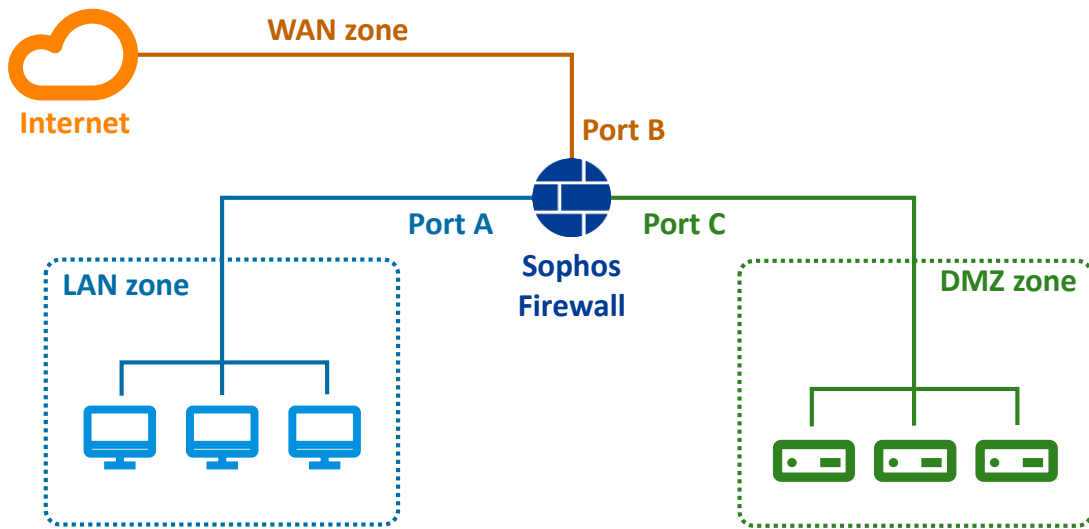 WAN zone
Internet
Port B
Port A
Port C
Sophos
Firewall
LAN zone
DMZ zone